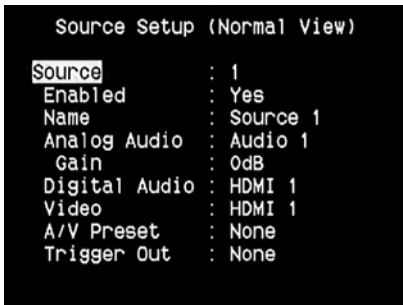 Source Setup (Normal View)
Source : 1
Enabled : Yes
Name : Source 1
Analog Audio : Audio 1
Gain : 0dB
Digital Audio : HDMI 1
Video : HDMI 1
A/V Preset : None
Trigger Out : None